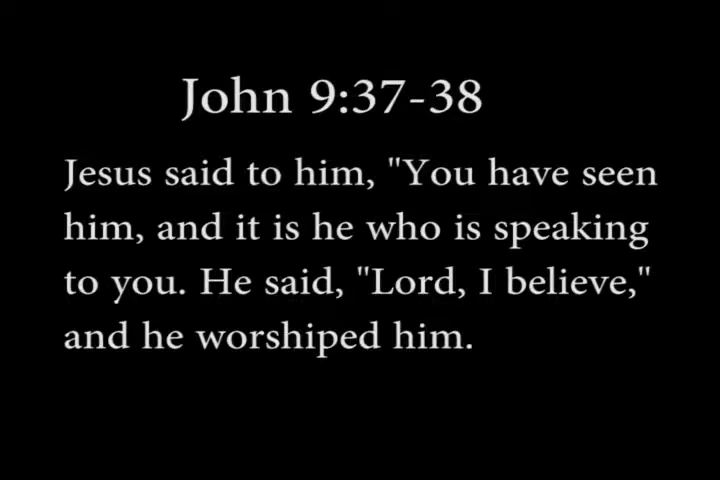 John 9:37-38
Jesus said to him, "You have seen
him, and it is he who is speaking
to you. He said, "Lord, I believe,"
and he worshiped him.